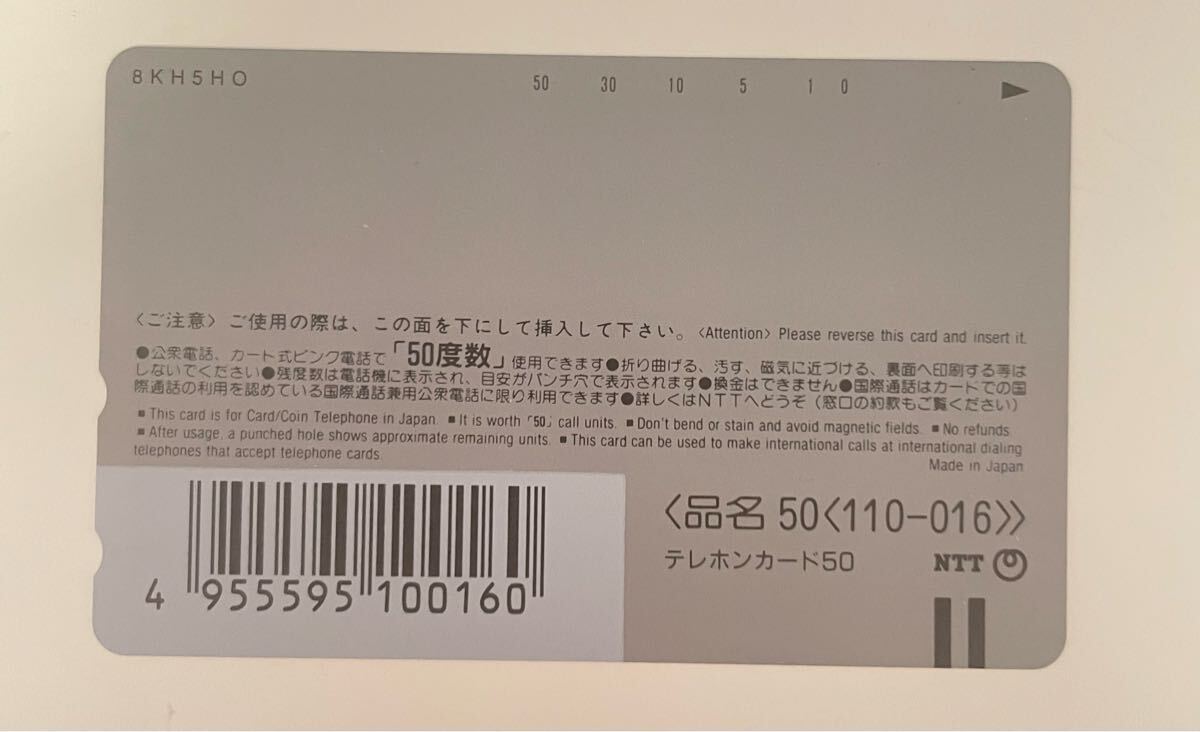 8KH5HO 50 30 10 5 1 0
〈ご注意〉ご使用の際は、この面を下にして挿入して下さい。〈Attention〉Please reverse this card and insert it.
●公衆電話、カード式ピンク電話で「50度数」使用できます●折り曲げる、汚す、磁気に近づける、裏面へ印刷する等は
しないでください●残度数は電話機に表示され、目安がパンチ穴で表示されます●換金はできません●国際通話はカードでの国
際通話の利用を認めている国際通話兼用公衆電話に限り利用できます●詳しくはNTTへどうぞ（窓口の約款もご覧ください）
■This card is for Card/Coin Telephone in Japan. ■It is worth「50」call units. ■Don't bend or stain and avoid magnetic fields. ■No refunds.
■After usage, a punched hole shows approximate remaining units. ■This card can be used to make international calls at international dialing
telephones that accept telephone cards.
Made in Japan
〈品名 50〈110-016〉〉
テレホンカード50 NTT
4 955595 100160